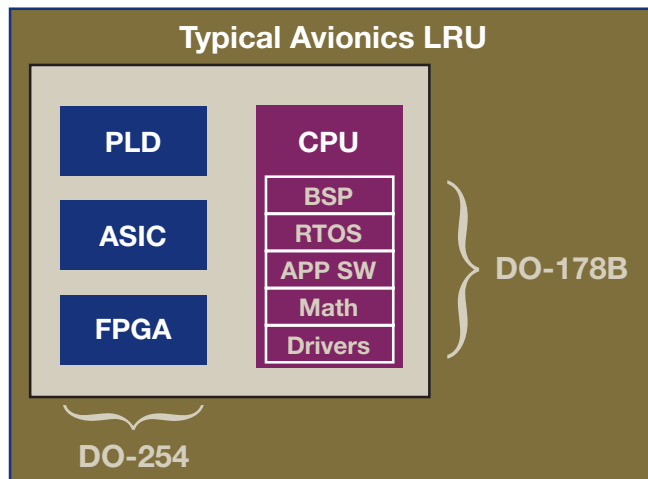 Typical Avionics LRU
PLD
ASIC
FPGA
DO-254
CPU
BSP
RTOS
APP SW
Math
Drivers
DO-178B